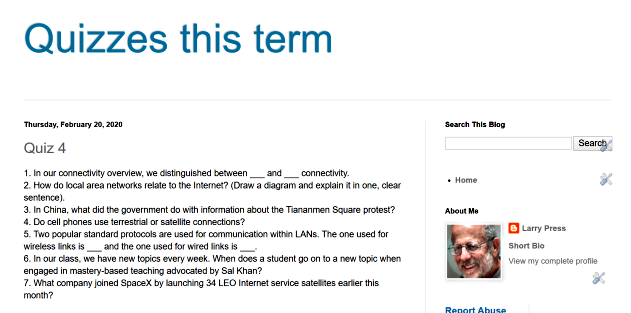 Quizzes this term
Thursday, February 20, 2020
Quiz 4
1. In our connectivity overview, we distinguished between ___ and ___ connectivity.
2. How do local area networks relate to the Internet? (Draw a diagram and explain it in one, clear
sentence).
3. In China, what did the government do with information about the Tiananmen Square protest?
4. Do cell phones use terrestrial or satellite connections?
5. Two popular standard protocols are used for communication within LANs. The one used for
wireless links is ___ and the one used for wired links is ___.
6. In our class, we have new topics every week. When does a student go on to a new topic when
engaged in mastery-based teaching advocated by Sal Khan?
7. What company joined SpaceX by launching 34 LEO Internet service satellites earlier this
month?
Search This Blog
Search
Home
About Me
Larry Press
Short Bio
View my complete profile
Report Abuse